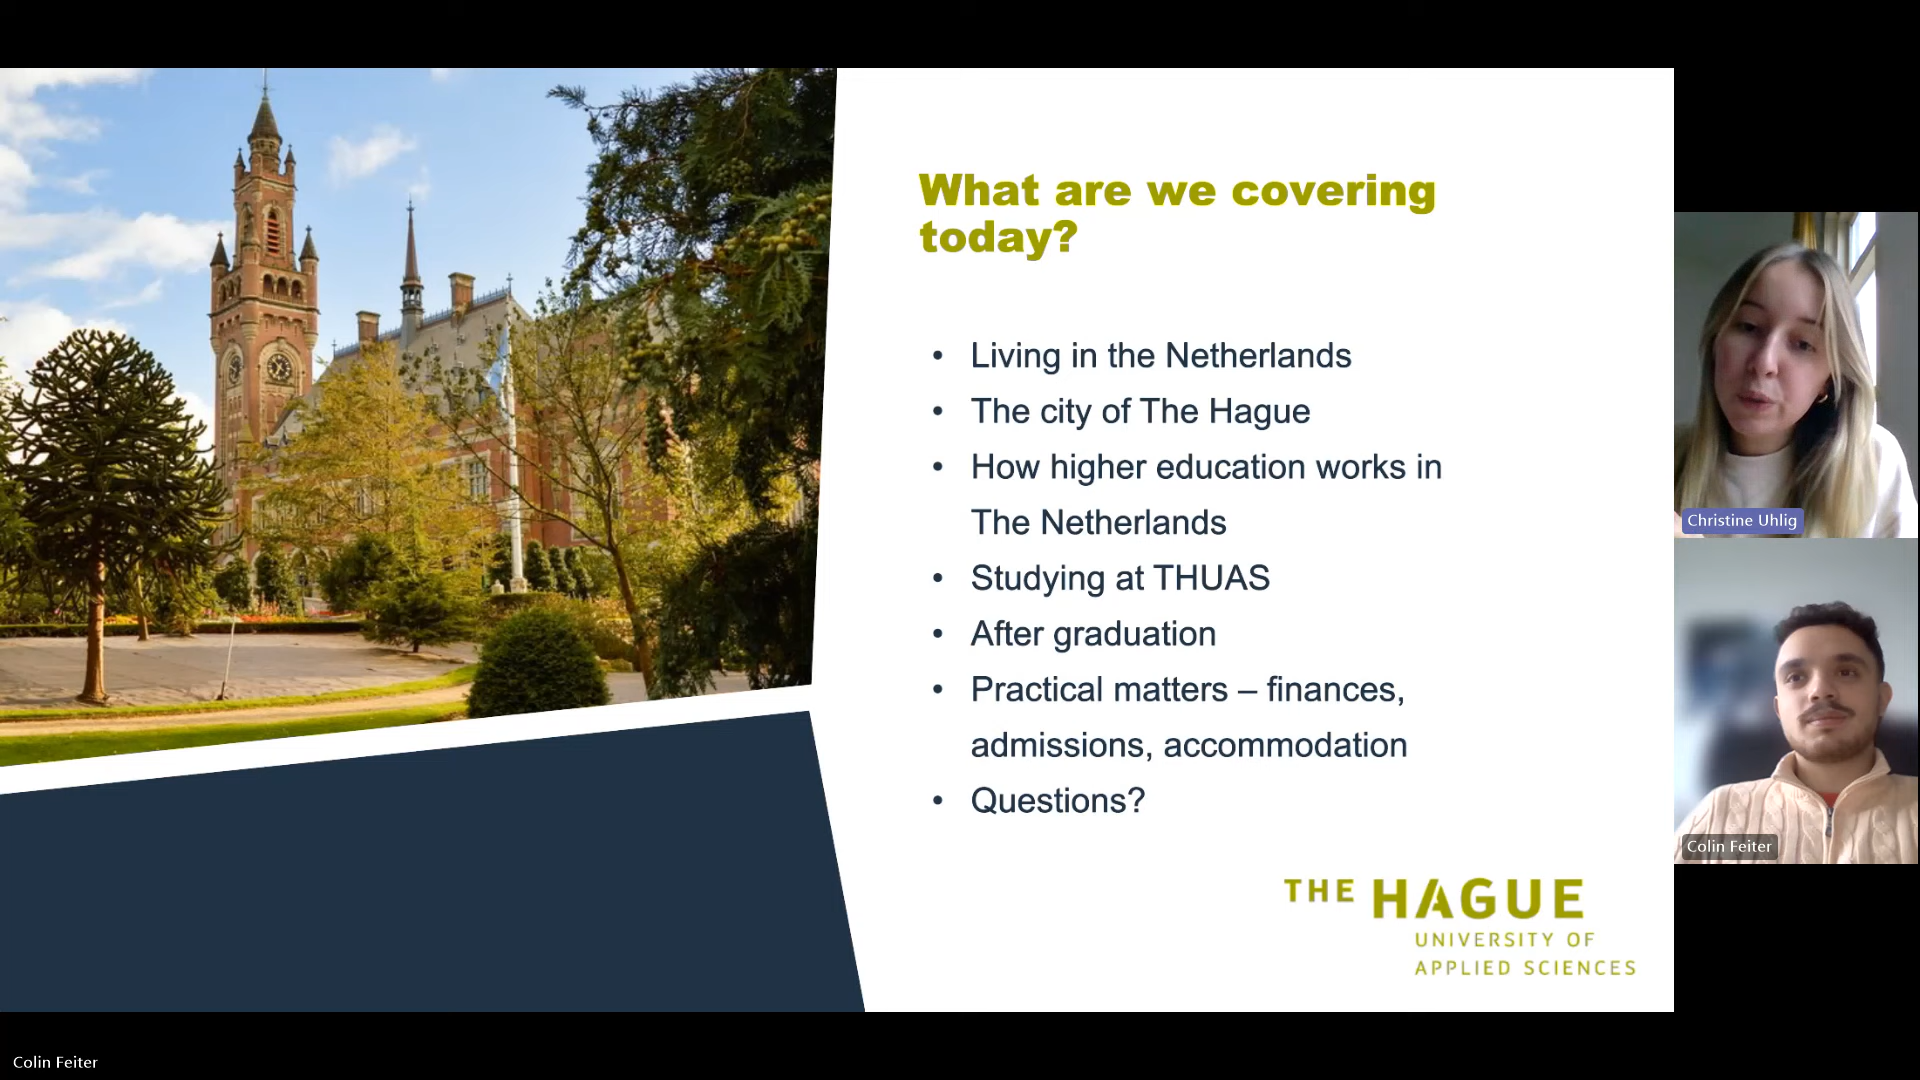 What are we covering
today?
• Living in the Netherlands
• The city of The Hague
• How higher education works in
The Netherlands
• Studying at THUAS
• After graduation
• Practical matters – finances,
admissions, accommodation
• Questions?
THE HAGUE
UNIVERSITY OF
APPLIED SCIENCES
Christine Uhlig
Colin Feiter
Colin Feiter